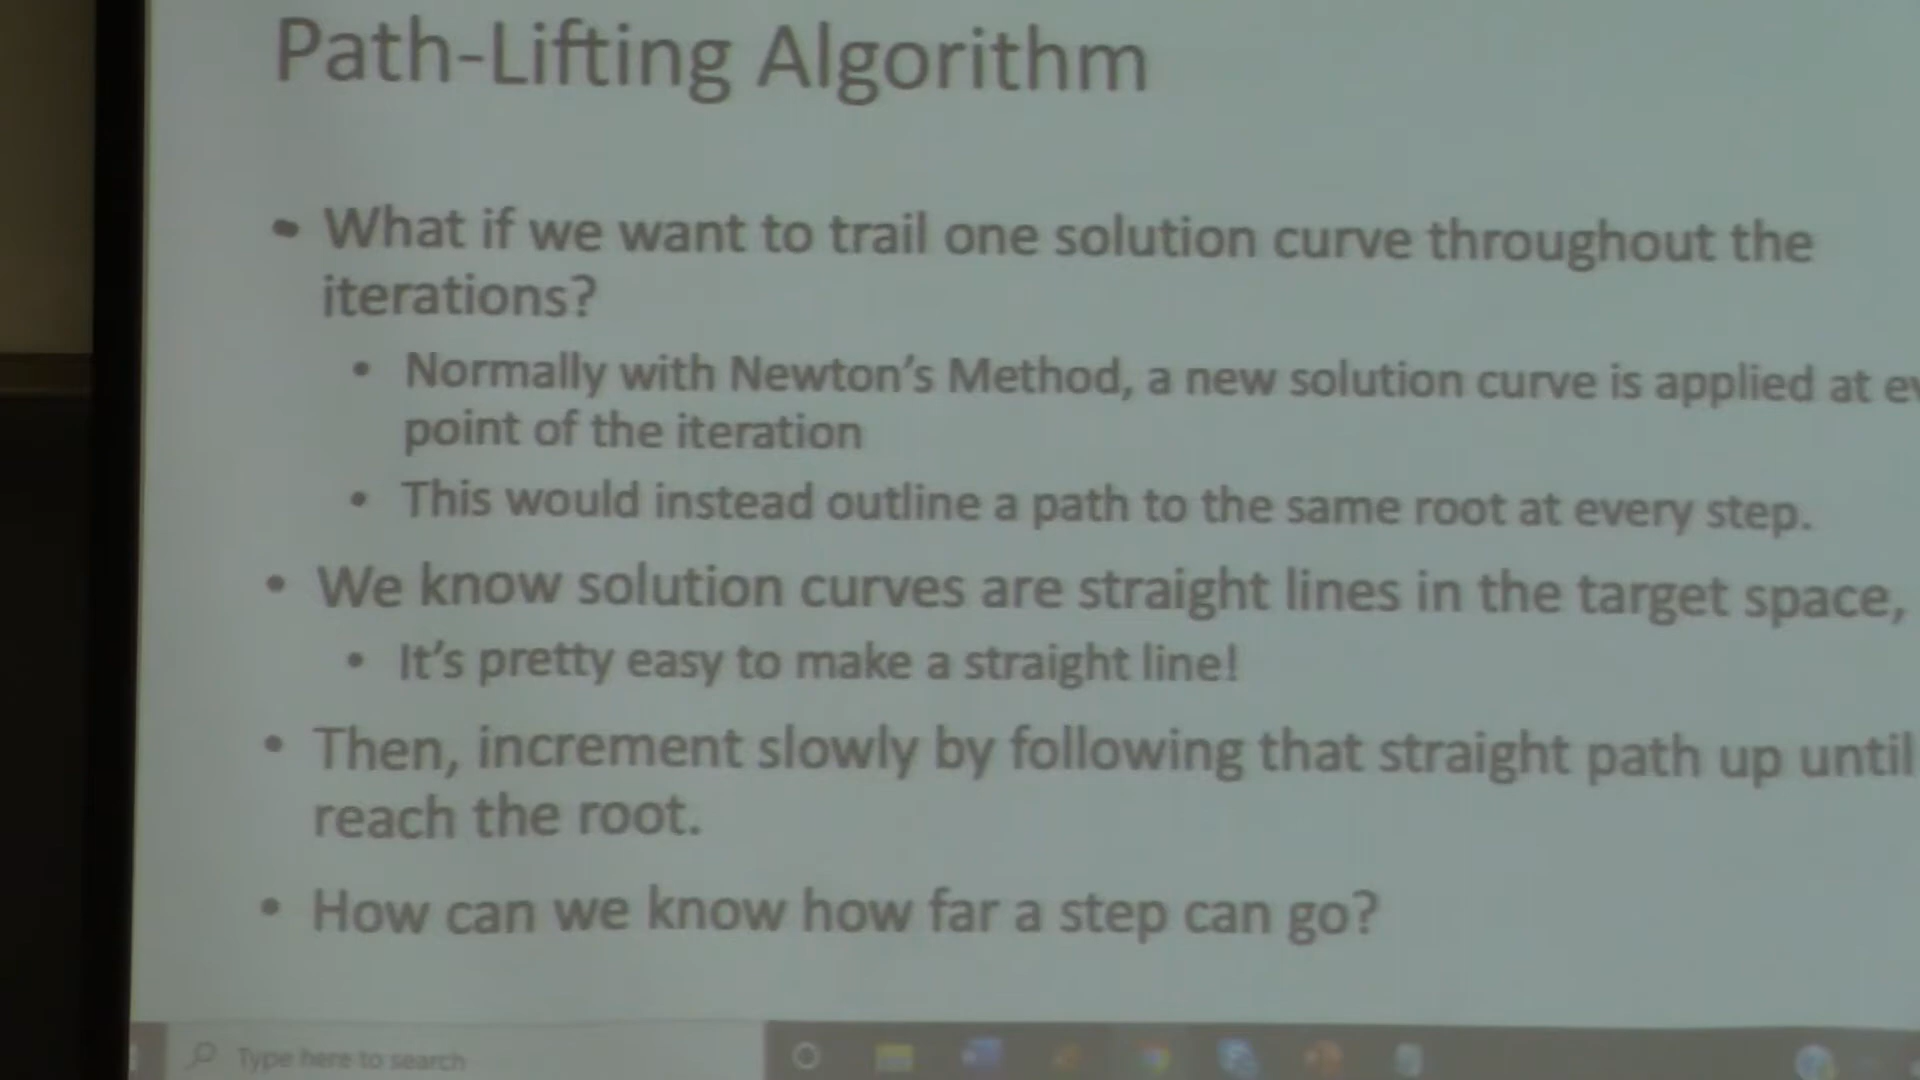 Path-Lifting Algorithm
• What if we want to trail one solution curve throughout the
iterations?
• Normally with Newton's Method, a new solution curve is applied at ev
point of the iteration
• This would instead outline a path to the same root at every step.
• We know solution curves are straight lines in the target space,
• It's pretty easy to make a straight line!
• Then, increment slowly by following that straight path up until
reach the root.
• How can we know how far a step can go?
Type here to search